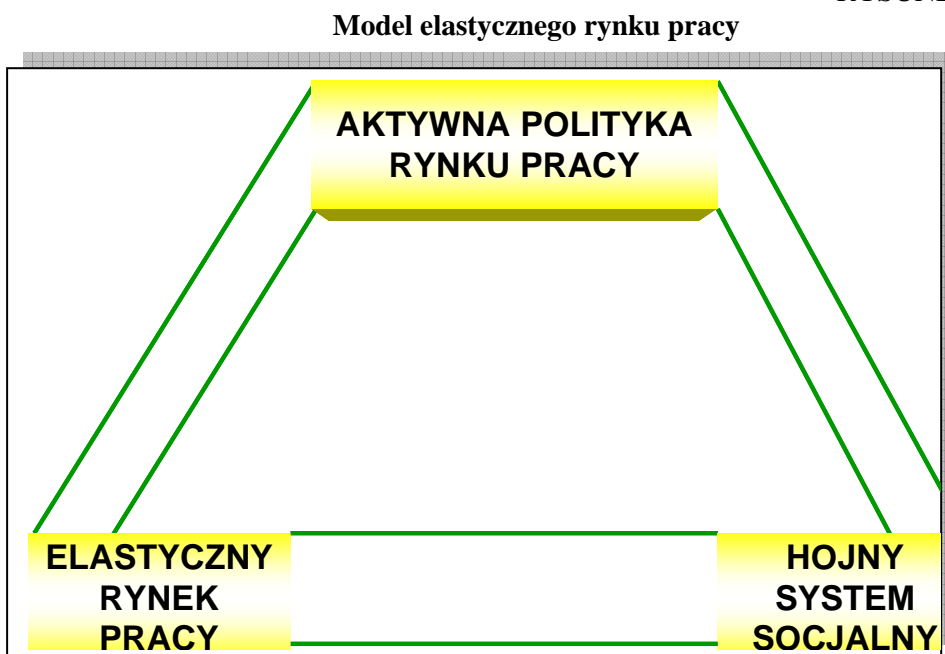 Model elastycznego rynku pracy
AKTYWNA POLITYKA
RYNKU PRACY
ELASTYCZNY
RYNEK
PRACY
HOJNY
SYSTEM
SOCJALNY